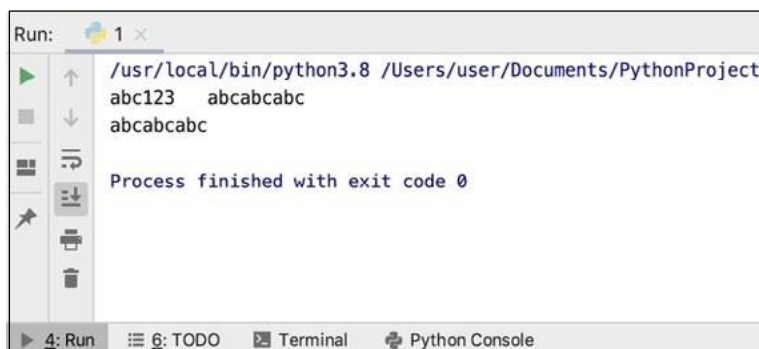 Run: 1
/usr/local/bin/python3.8 /Users/user/Documents/PythonProject
abc123   abcabcabc
abcabcabc
Process finished with exit code 0
4: Run 6: TODO Terminal Python Console